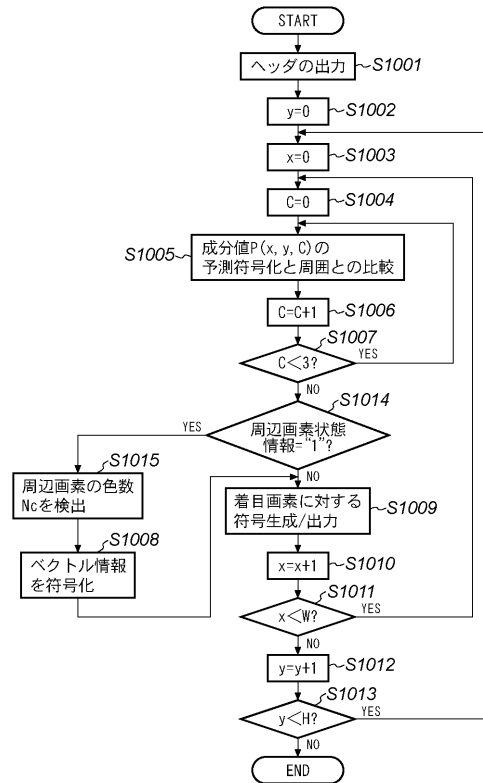 START
ヘッダの出力
S1001
y=0
S1002
x=0
S1003
C=0
S1004
成分値P(x,y,C)の
予測符号化と周囲との比較
S1005
C=C+1
S1006
C<3?
S1007
YES
NO
周辺画素状態
情報="1"?
S1014
YES
NO
周辺画素の色数
Ncを検出
S1015
ベクトル情報
を符号化
S1008
着目画素に対する
符号生成/出力
S1009
x=x+1
S1010
x<W?
S1011
YES
NO
y=y+1
S1012
y<H?
S1013
YES
NO
END